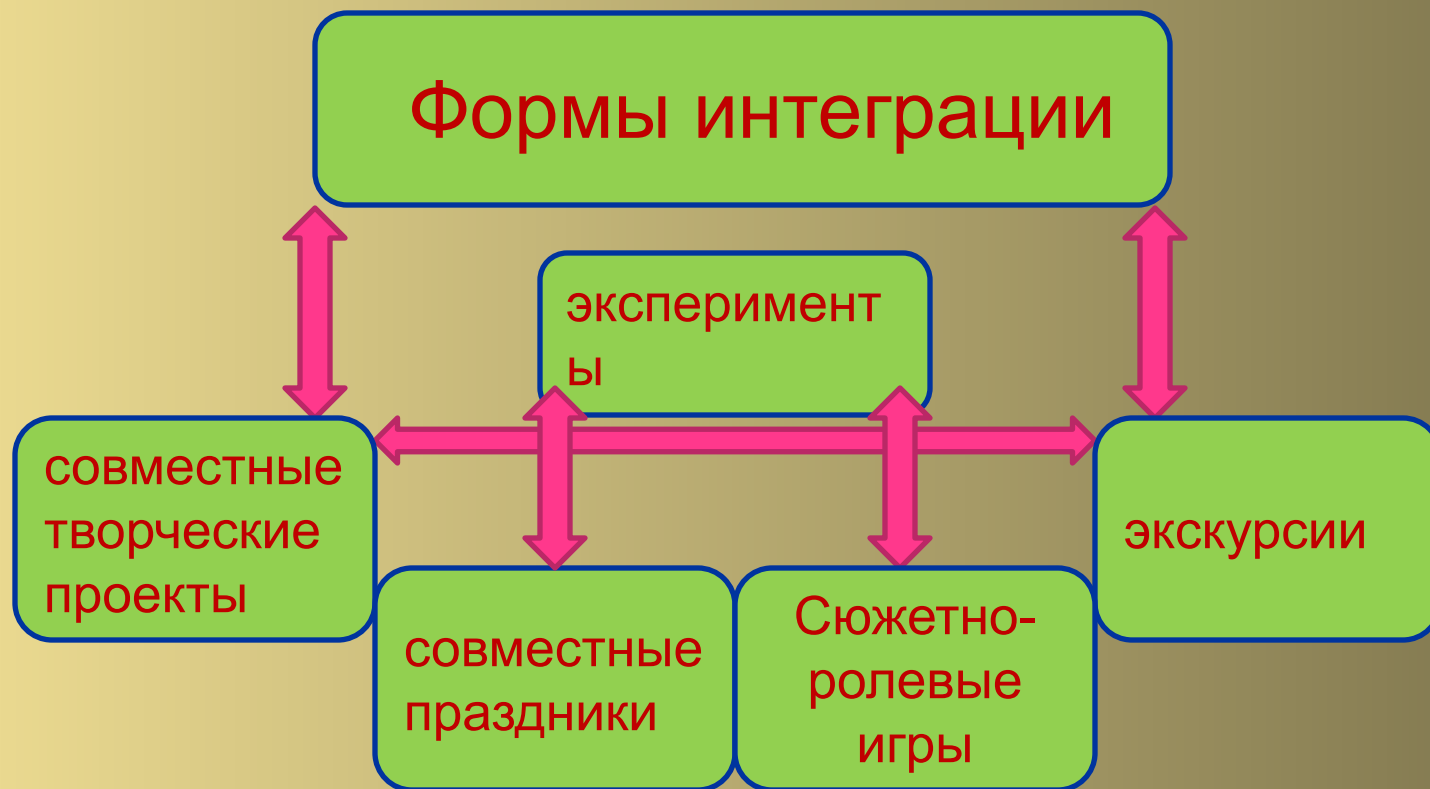 Формы интеграции
эксперимент
ы
совместные
творческие
проекты
экскурсии
совместные
праздники
Сюжетно-
ролевые
игры